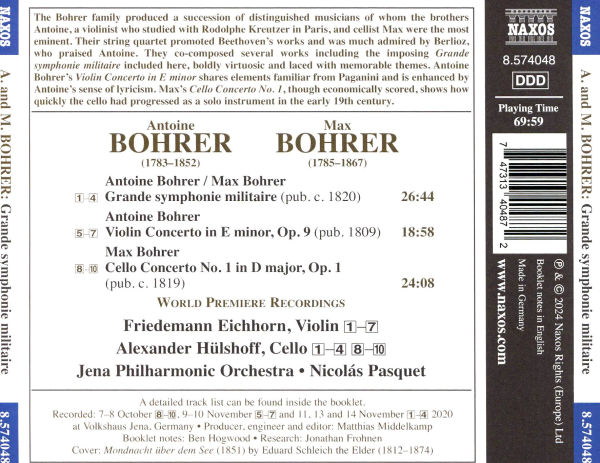 NAXOS
A. and M. BOHRER: Grande symphonie militaire
8.574048
The Bohrer family produced a succession of distinguished musicians of whom the brothers
Antoine, a violinist who studied with Rodolphe Kreutzer in Paris, and cellist Max were the most
eminent. Their string quartet promoted Beethoven's works and was much admired by Berlioz,
who praised Antoine. They co-composed several works including the imposing Grande
symphonie militaire included here, boldly virtuosic and laced with memorable themes. Antoine
Bohrer's Violin Concerto in E minor shares elements familiar from Paganini and is enhanced by
Antoine's sense of lyricism. Max's Cello Concerto No. 1, though economically scored, shows how
quickly the cello had progressed as a solo instrument in the early 19th century.
Antoine
BOHRER
(1783–1852)
Max
BOHRER
(1785–1867)
Antoine Bohrer / Max Bohrer
1–4 Grande symphonie militaire (pub. c. 1820) 26:44
Antoine Bohrer
5–7 Violin Concerto in E minor, Op. 9 (pub. 1809) 18:58
Max Bohrer
8–10 Cello Concerto No. 1 in D major, Op. 1
(pub. c. 1819) 24:08
WORLD PREMIERE RECORDINGS
Friedemann Eichhorn, Violin 1–7
Alexander Hülshoff, Cello 1–4 8–10
Jena Philharmonic Orchestra • Nicolás Pasquet
A detailed track list can be found inside the booklet.
Recorded: 7–8 October 8–10, 9–10 November 5–7 and 11, 13 and 14 November 1–4 2020
at Volkshaus Jena, Germany • Producer, engineer and editor: Matthias Middelkamp
Booklet notes: Ben Hogwood • Research: Jonathan Frohnen
Cover: Mondnacht über dem See (1851) by Eduard Schleich the Elder (1812–1874)
NAXOS
8.574048
DDD
Playing Time
69:59
7 47313 40487 2
℗ & © 2024 Naxos Rights (Europe) Ltd
Booklet notes in English
Made in Germany
www.naxos.com
NAXOS
A. and M. BOHRER: Grande symphonie militaire
8.574048